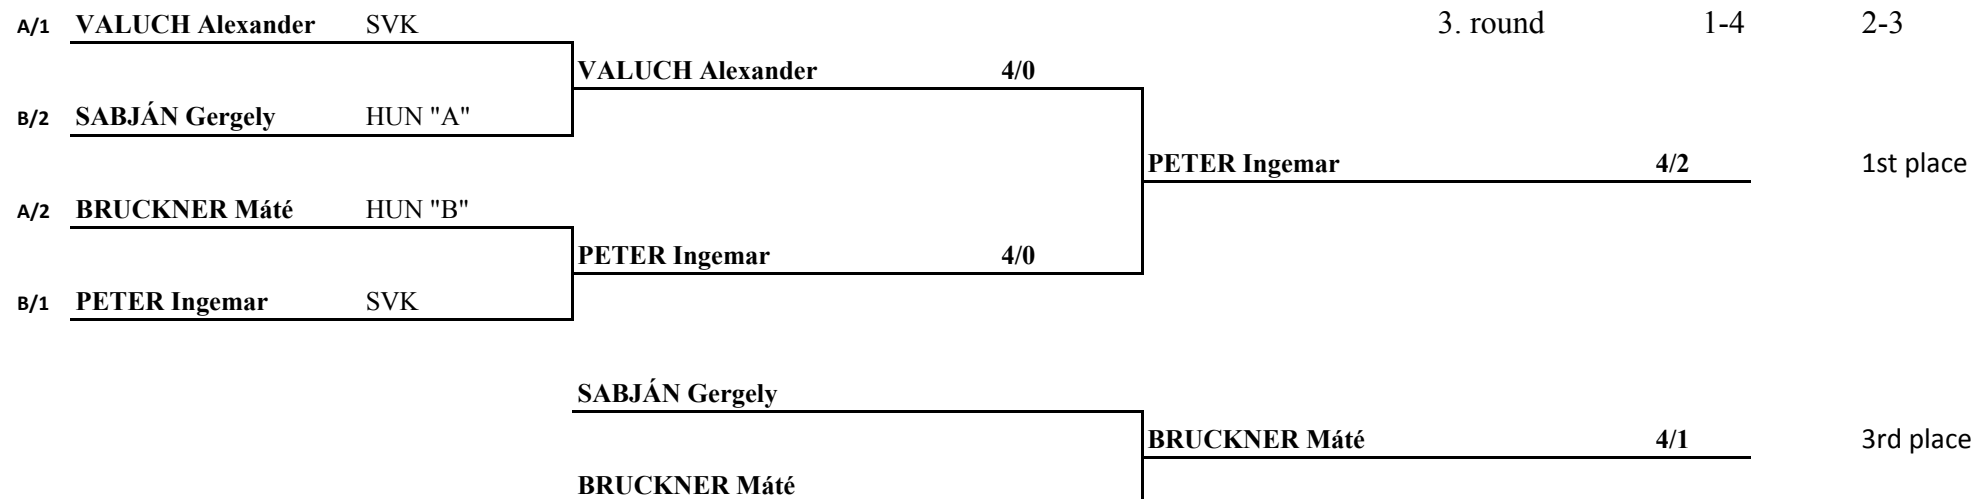 A/1 VALUCH Alexander SVK 3. round 1-4 2-3
VALUCH Alexander 4/0
B/2 SABJÁN Gergely HUN "A"
PETER Ingemar 4/2 1st place
A/2 BRUCKNER Máté HUN "B"
PETER Ingemar 4/0
B/1 PETER Ingemar SVK
SABJÁN Gergely
BRUCKNER Máté 4/1 3rd place
BRUCKNER Máté